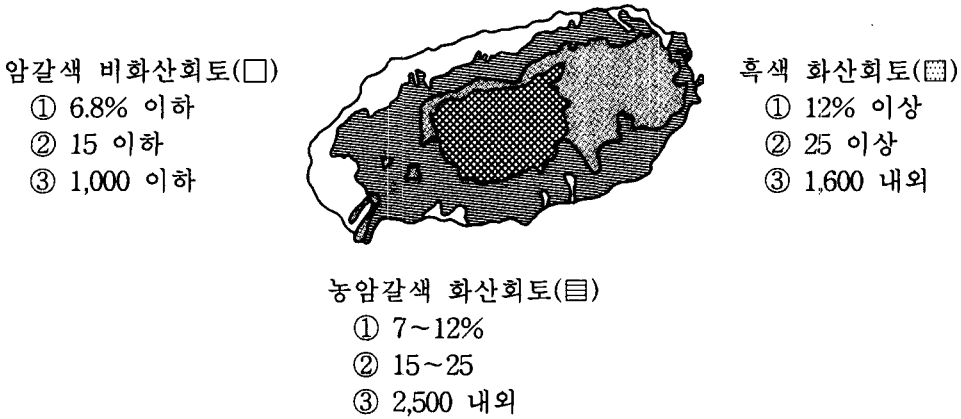 암갈색 비화산회토(□)
① 6.8% 이하
② 15 이하
③ 1,000 이하
흑색 화산회토(▒)
① 12% 이상
② 25 이상
③ 1,600 내외
농암갈색 화산회토(▤)
① 7~12%
② 15~25
③ 2,500 내외